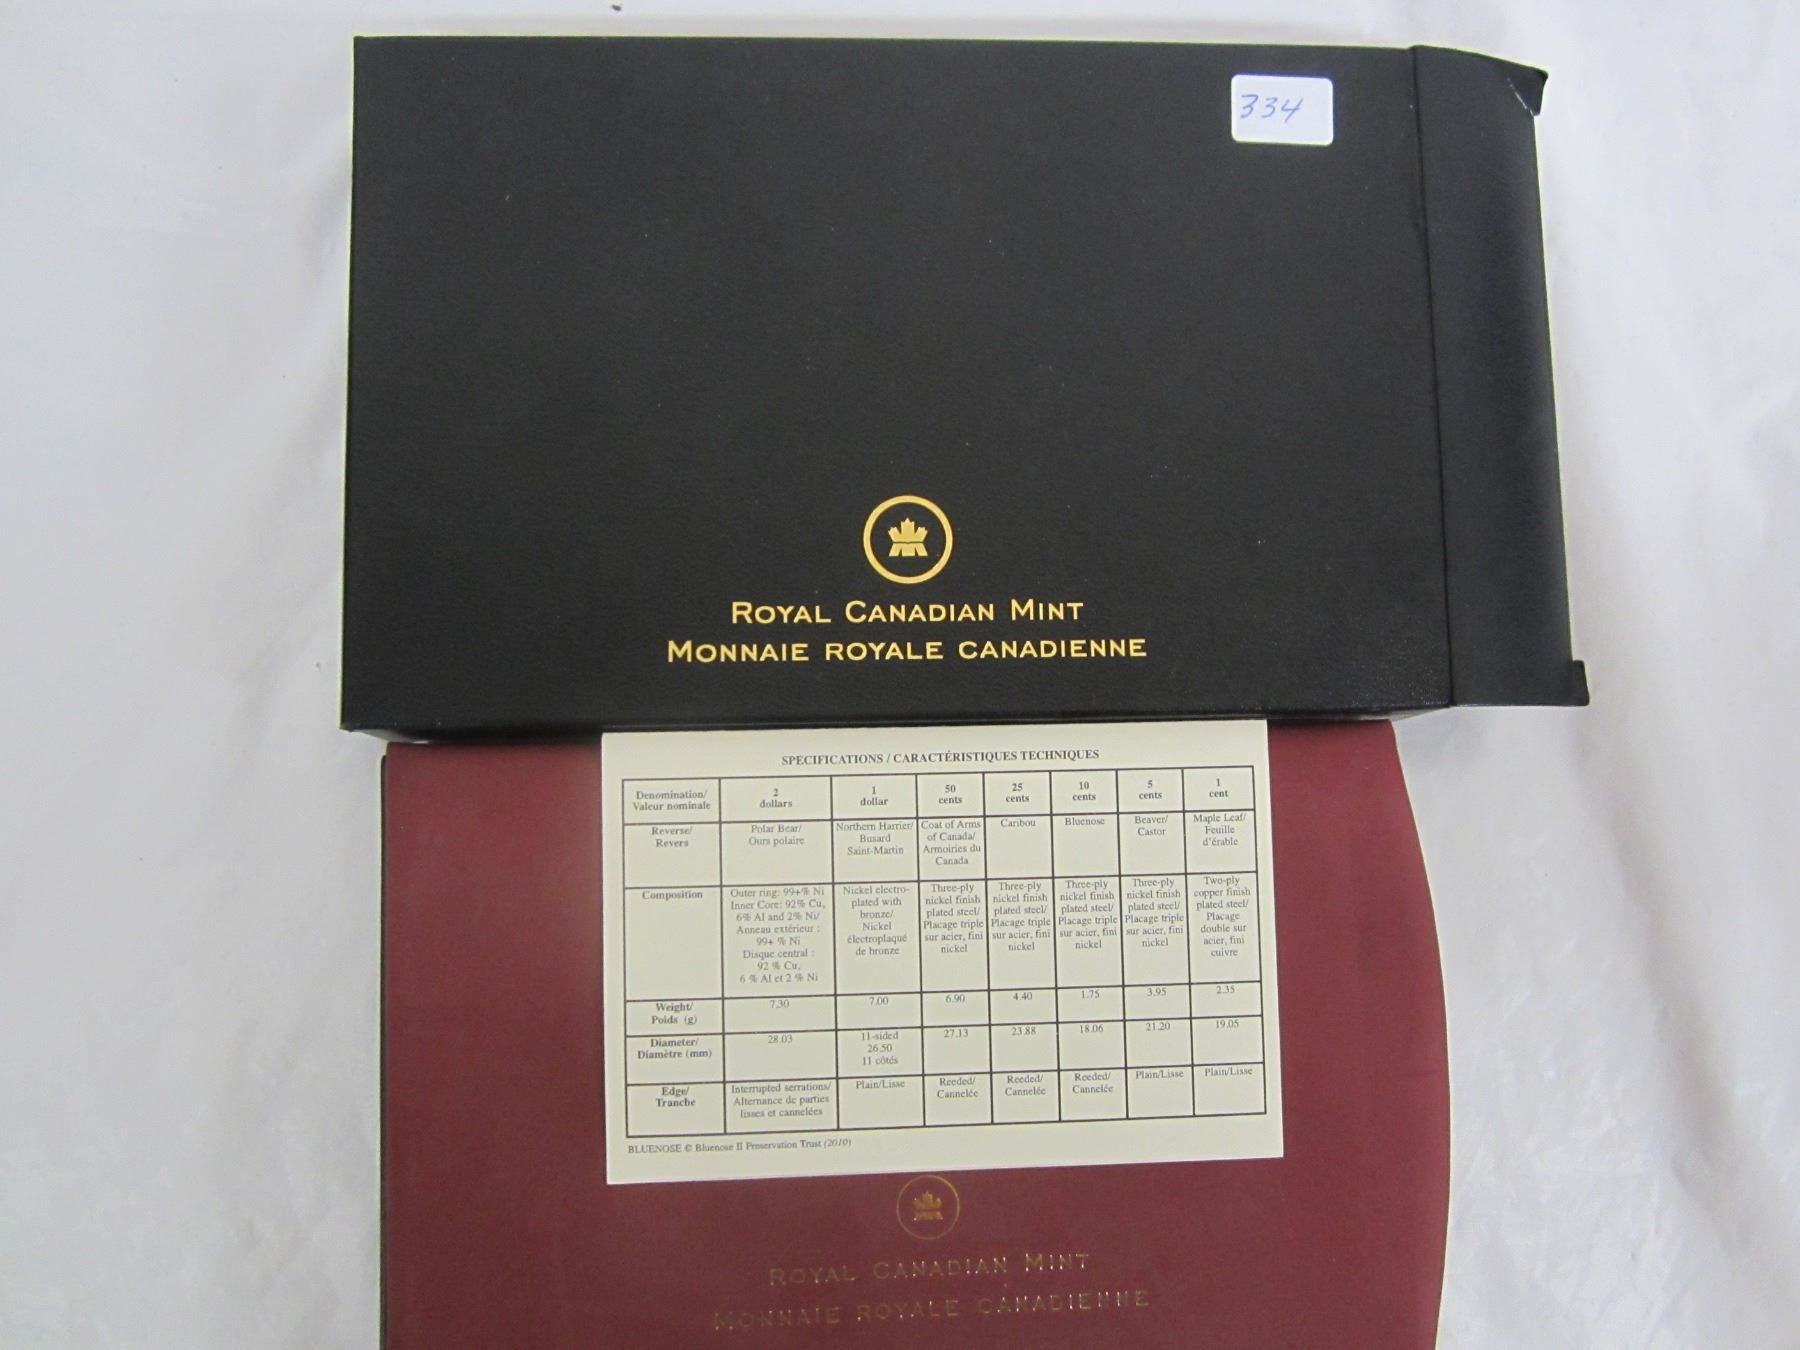 334
ROYAL CANADIAN MINT
MONNAIE ROYALE CANADIENNE
SPECIFICATIONS / CARACTÉRISTIQUES TECHNIQUES
Denomination/ Valeur nominale
2 dollars
1 dollar
50 cents
25 cents
10 cents
5 cents
1 cent
Reverse/ Revers
Polar Bear/ Ours polaire
Northern Harrier/ Busard Saint-Martin
Coat of Arms of Canada/ Armoiries du Canada
Caribou
Bluenose
Beaver/ Castor
Maple Leaf/ Feuille d'érable
Composition
Outer ring: 99+% Ni Inner Core: 92% Cu, 6% Al and 2% Ni/ Anneau extérieur : 99+ % Ni Disque central : 92 % Cu, 6 % Al et 2 % Ni
Nickel electro-plated with bronze/ Nickel électroplaqué de bronze
Three-ply nickel finish plated steel/ Placage triple sur acier, fini nickel
Three-ply nickel finish plated steel/ Placage triple sur acier, fini nickel
Three-ply nickel finish plated steel/ Placage triple sur acier, fini nickel
Three-ply nickel finish plated steel/ Placage triple sur acier, fini nickel
Two-ply copper finish plated steel/ Placage double sur acier, fini cuivre
Weight/ Poids (g)
7.30
7.00
6.90
4.40
1.75
3.95
2.35
Diameter/ Diamètre (mm)
28.03
11-sided 26.50 11 côtés
27.13
23.88
18.06
21.20
19.05
Edge/ Tranche
Interrupted serrations/ Alternance de parties lisses et cannelées
Plain/Lisse
Reeded/ Cannelée
Reeded/ Cannelée
Reeded/ Cannelée
Plain/Lisse
Plain/Lisse
BLUENOSE © Bluenose II Preservation Trust (2010)
ROYAL CANADIAN MINT
MONNAIE ROYALE CANADIENNE